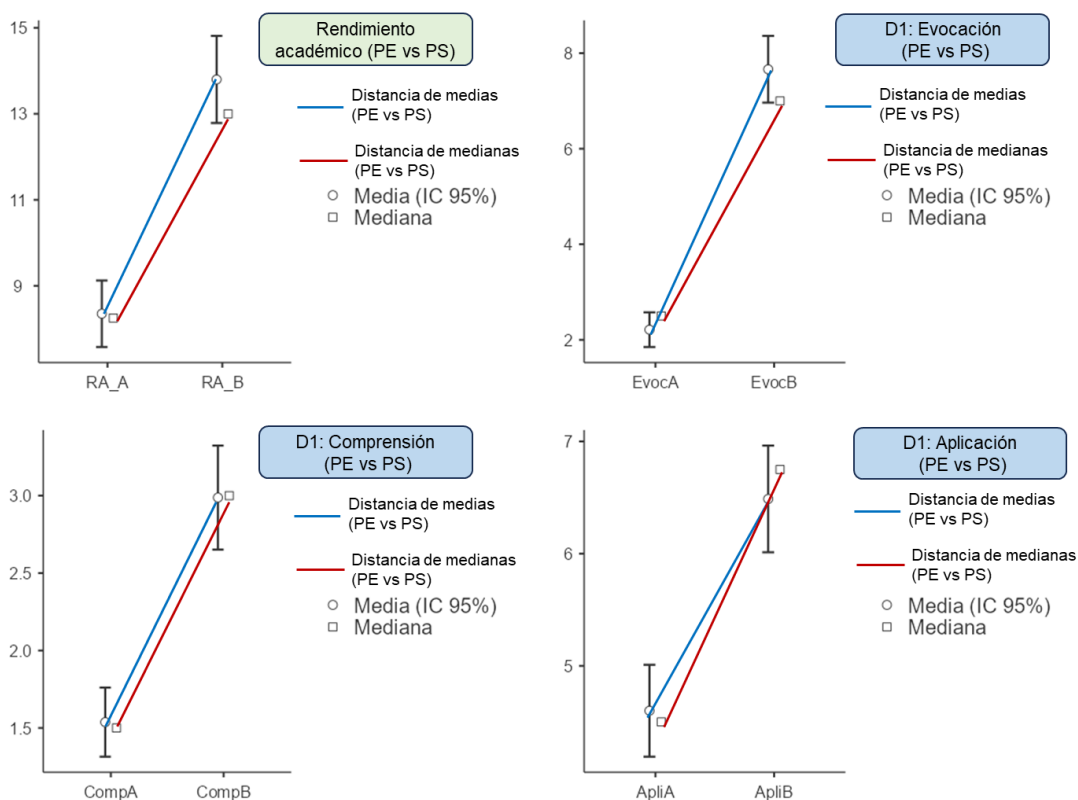 Rendimiento
académico (PE vs PS)
15
13
11
9
RA_A
RA_B
Distancia de medias
(PE vs PS)
Distancia de medianas
(PE vs PS)
Media (IC 95%)
Mediana
D1: Evocación
(PE vs PS)
8
6
4
2
EvocA
EvocB
Distancia de medias
(PE vs PS)
Distancia de medianas
(PE vs PS)
Media (IC 95%)
Mediana
D1: Comprensión
(PE vs PS)
3.0
2.5
2.0
1.5
CompA
CompB
Distancia de medias
(PE vs PS)
Distancia de medianas
(PE vs PS)
Media (IC 95%)
Mediana
D1: Aplicación
(PE vs PS)
7
6
5
ApliA
ApliB
Distancia de medias
(PE vs PS)
Distancia de medianas
(PE vs PS)
Media (IC 95%)
Mediana